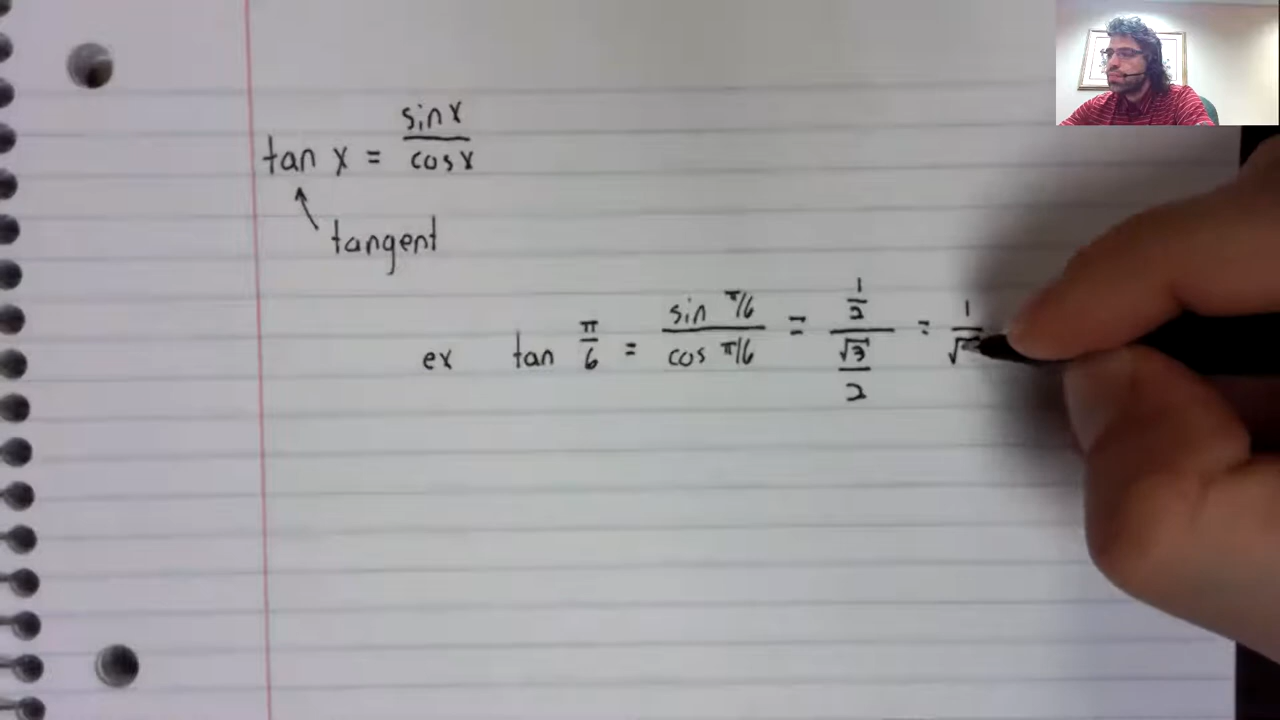 tan x = sin x / cos x
tangent
ex tan π/6 = sin π/6 / cos π/6 = 1/2 / √3/2 = 1/√